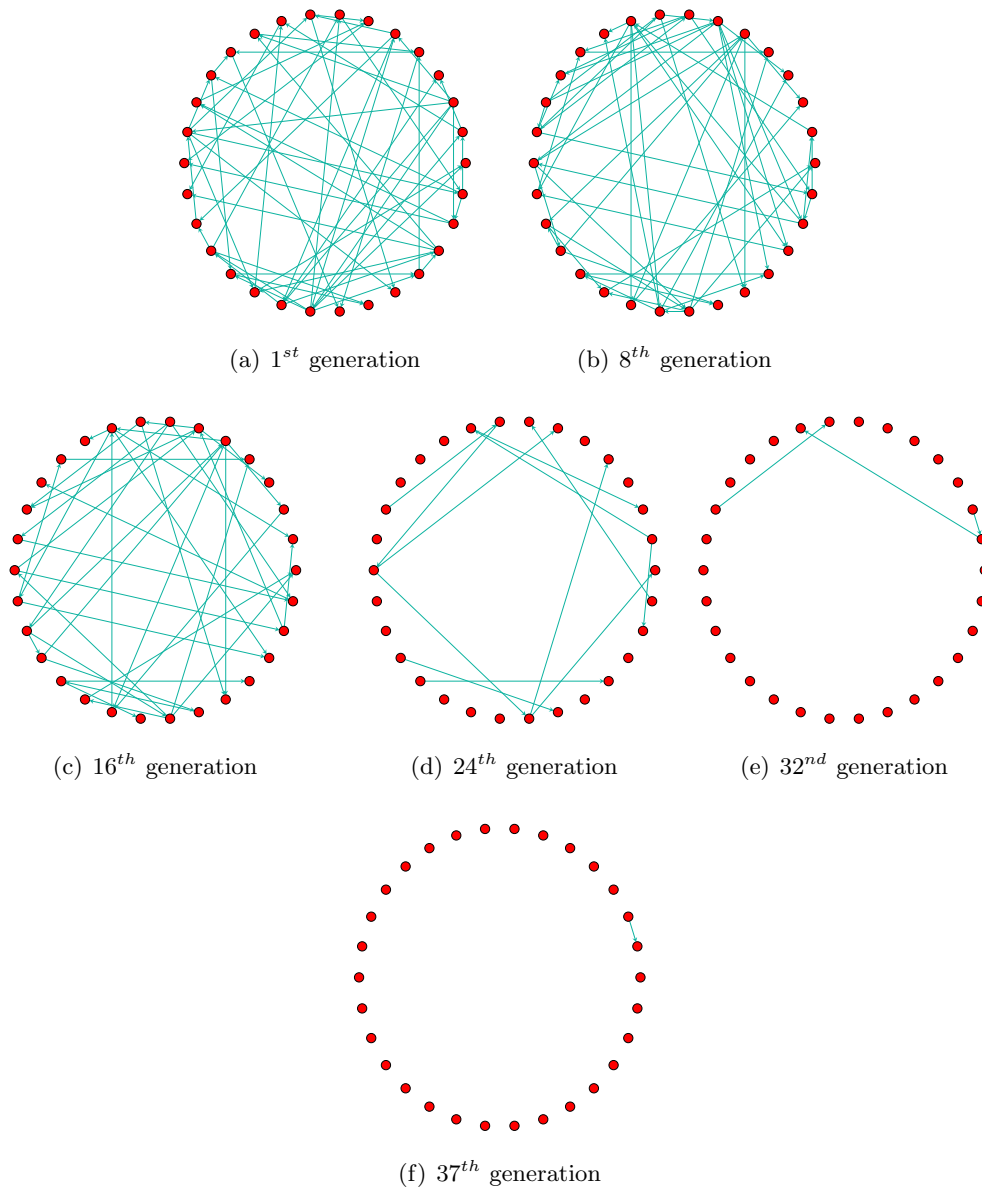 (a) 1st generation
(b) 8th generation
(c) 16th generation
(d) 24th generation
(e) 32nd generation
(f) 37th generation